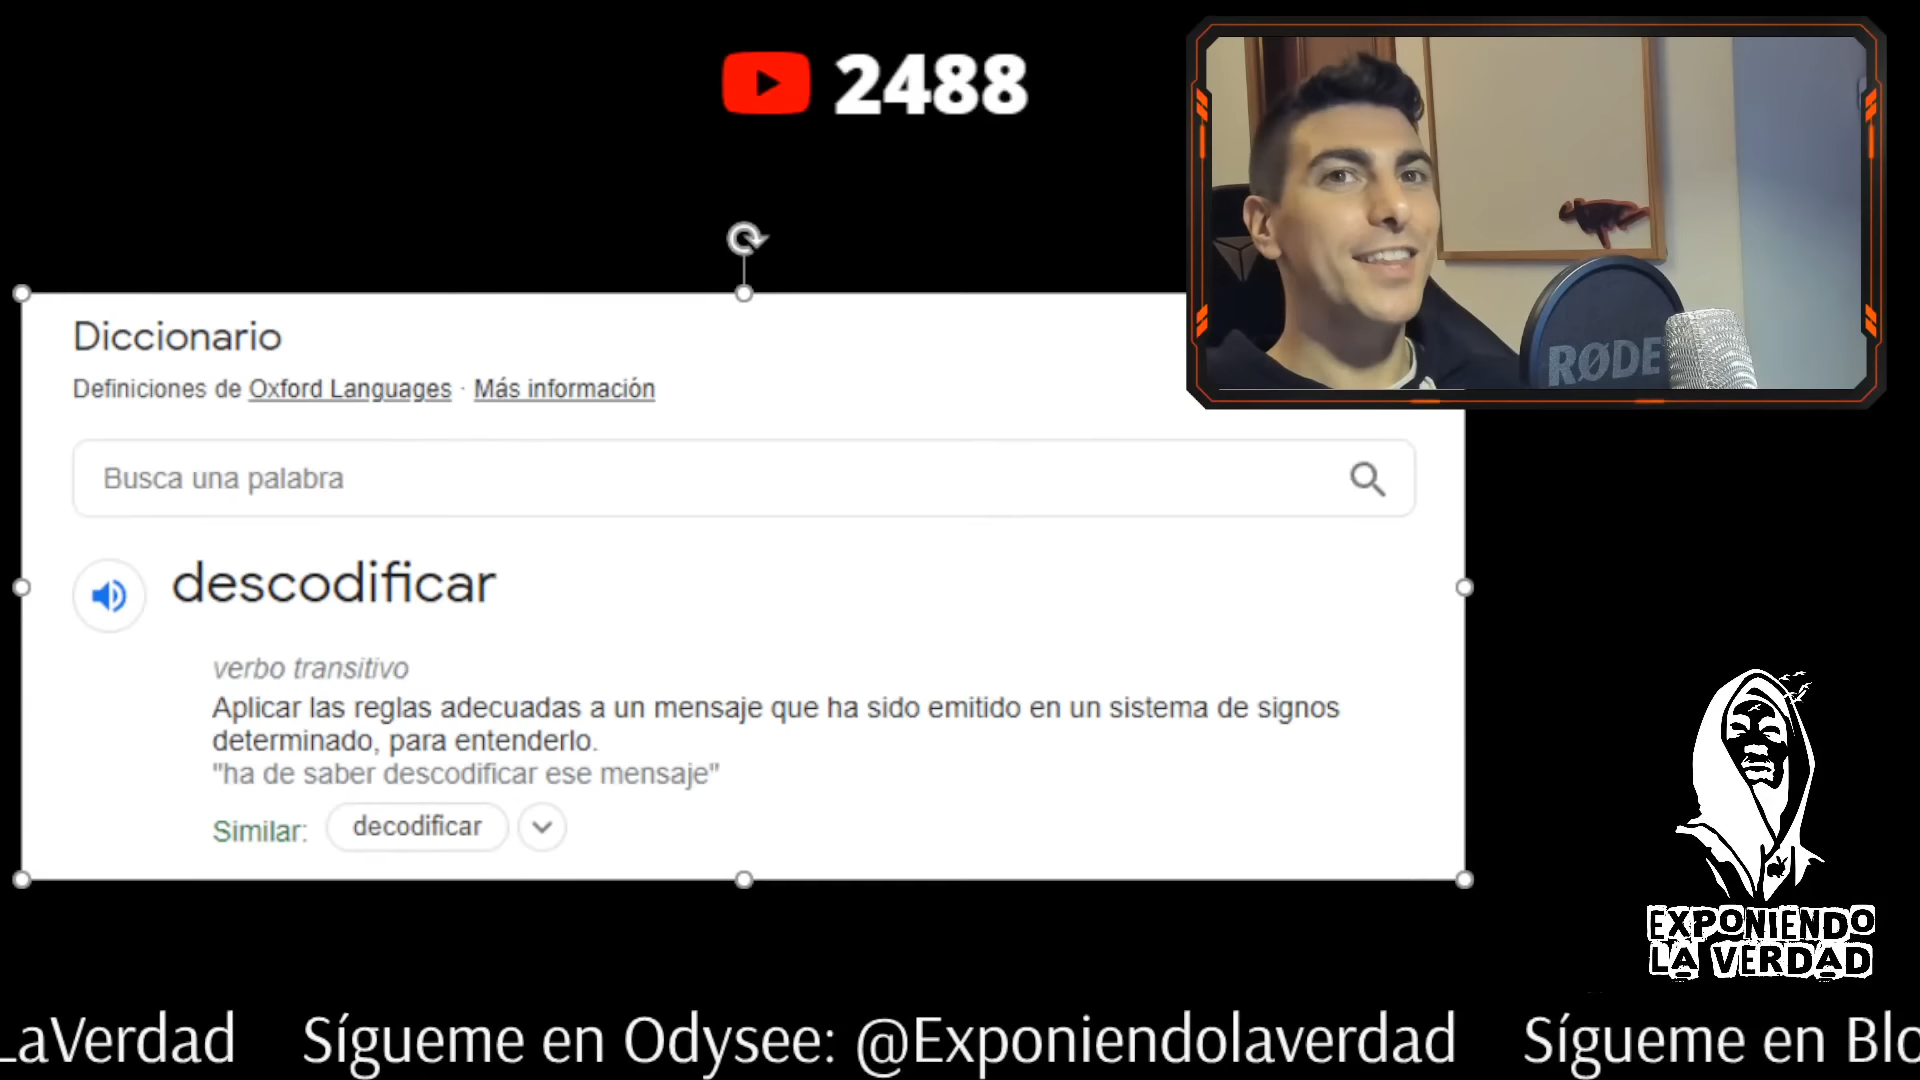 2488
Diccionario
Definiciones de Oxford Languages · Más información
Busca una palabra
descodificar
verbo transitivo
Aplicar las reglas adecuadas a un mensaje que ha sido emitido en un sistema de signos
determinado, para entenderlo.
"ha de saber descodificar ese mensaje"
Similar: decodificar
RØDE
EXPONIENDO
LA VERDAD
LaVerdad Sígueme en Odysee: @Exponiendolaverdad Sígueme en Blo